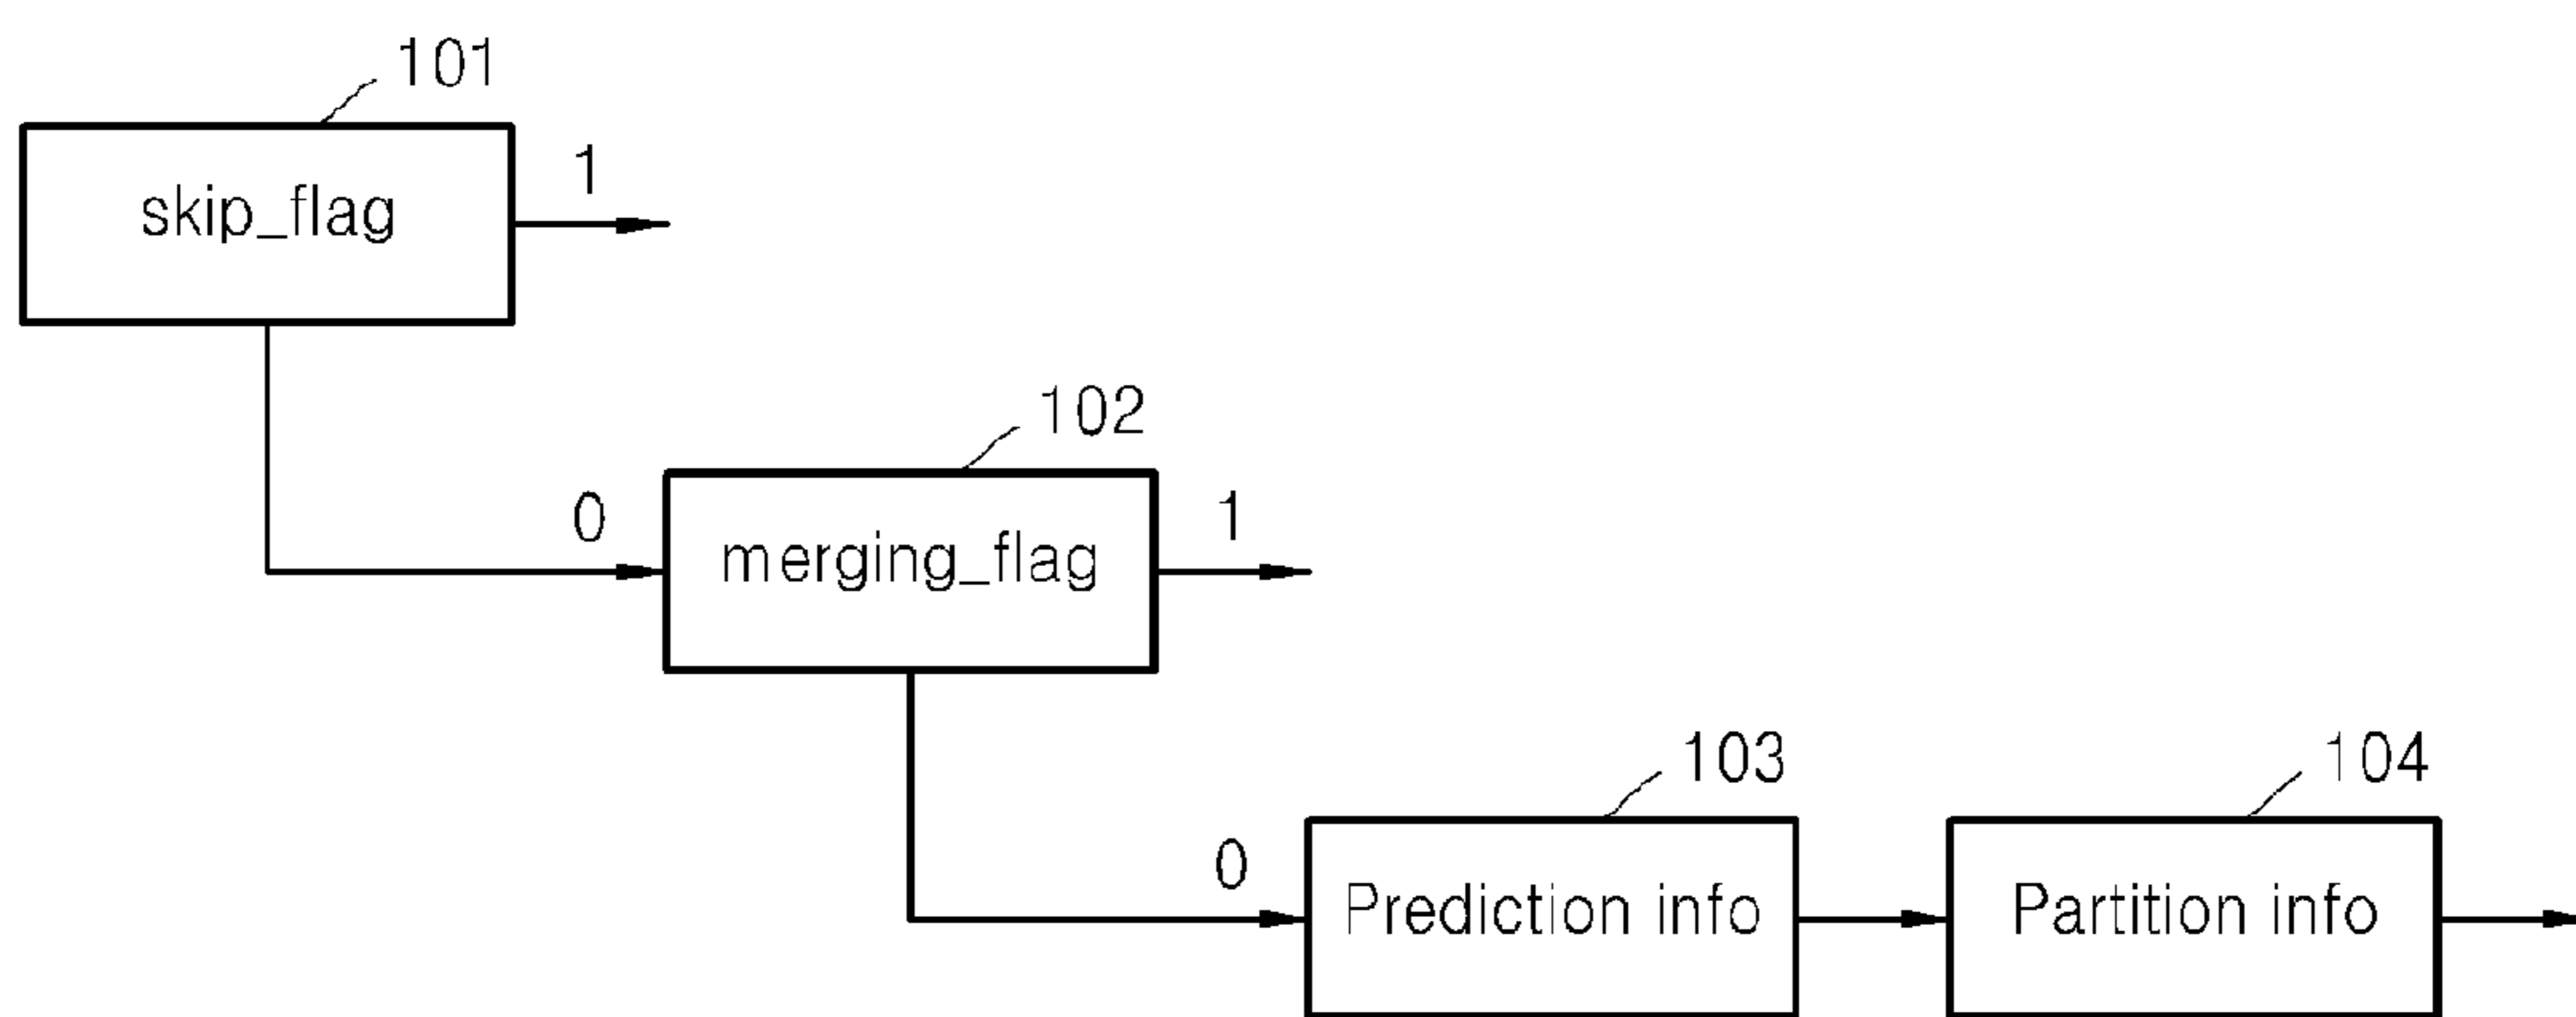 101
skip_flag
1
102
0
merging_flag
1
103
104
0
Prediction info
Partition info